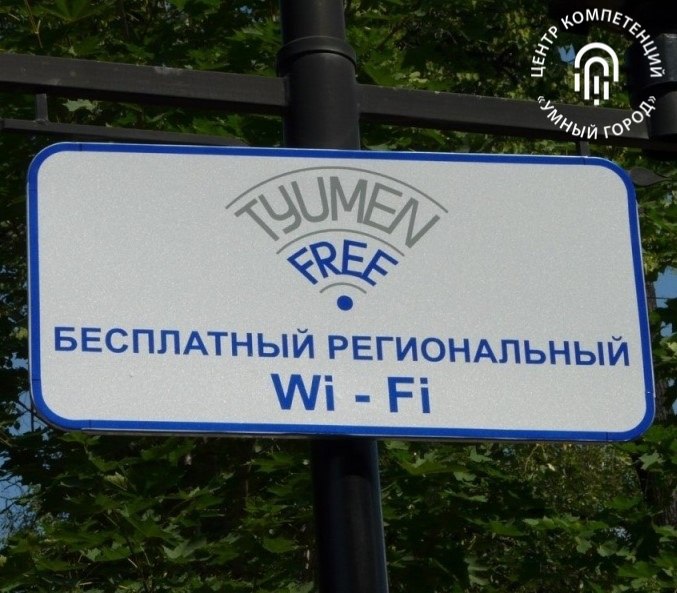 ЦЕНТР КОМПЕТЕНЦИЙ
"УМНЫЙ ГОРОД"
TYUMEN
FREE
БЕСПЛАТНЫЙ РЕГИОНАЛЬНЫЙ
Wi - Fi